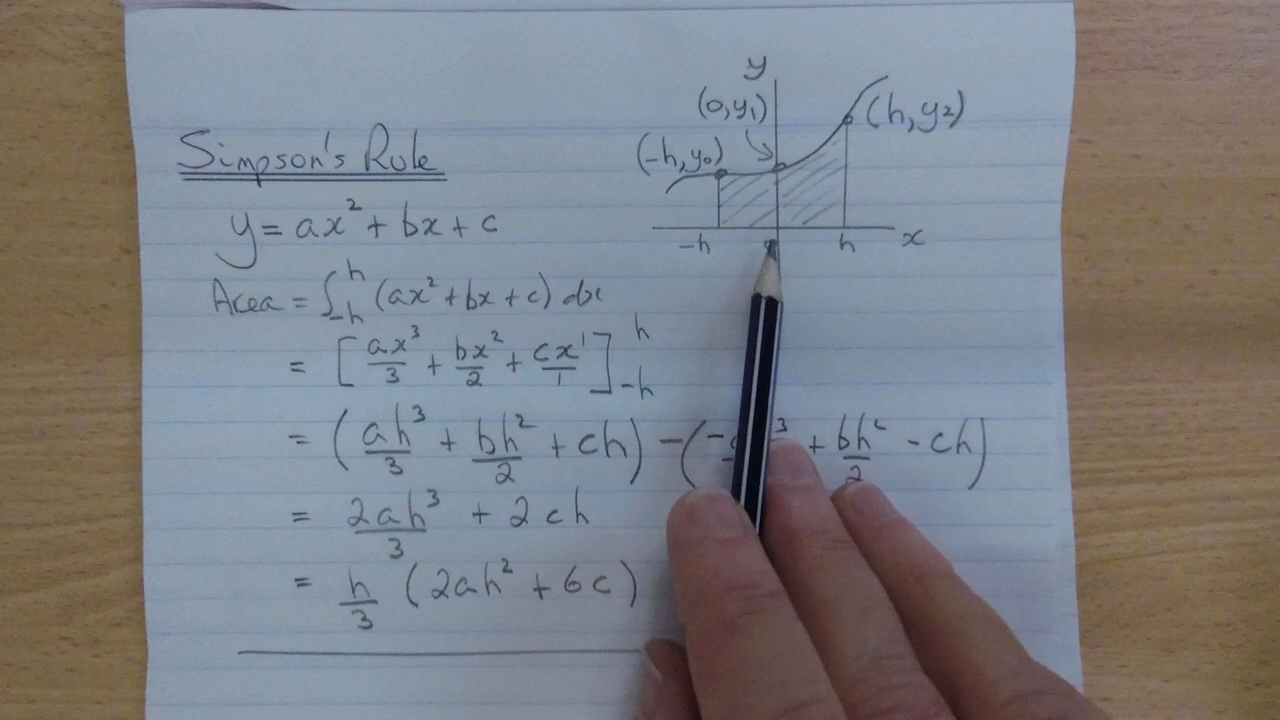 Simpson's Rule
y = ax² + bx + c
Area = ∫₋ₕʰ (ax² + bx + c) dx
= [ax³/3 + bx²/2 + cx¹/1]₋ₕʰ
= (ah³/3 + bh²/2 + ch) - (- ³ + bh²/2 - ch)
= 2ah³/3 + 2ch
= h/3 (2ah² + 6c)
y
(0, y₁)
(h, y₂)
(-h, y₀)
-h
h
x